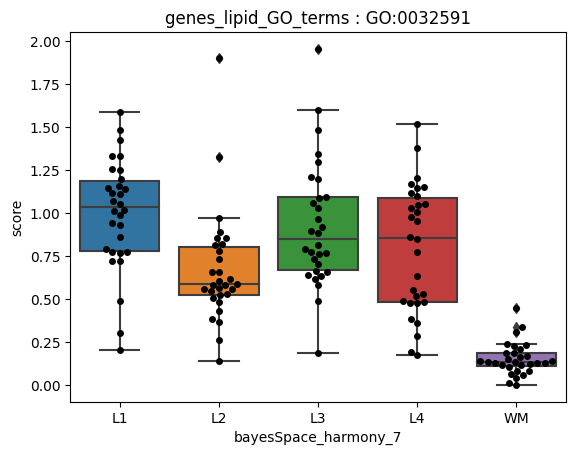 genes_lipid_GO_terms : GO:0032591
2.00
1.75
1.50
1.25
1.00
0.75
0.50
0.25
0.00
score
L1 L2 L3 L4 WM
bayesSpace_harmony_7